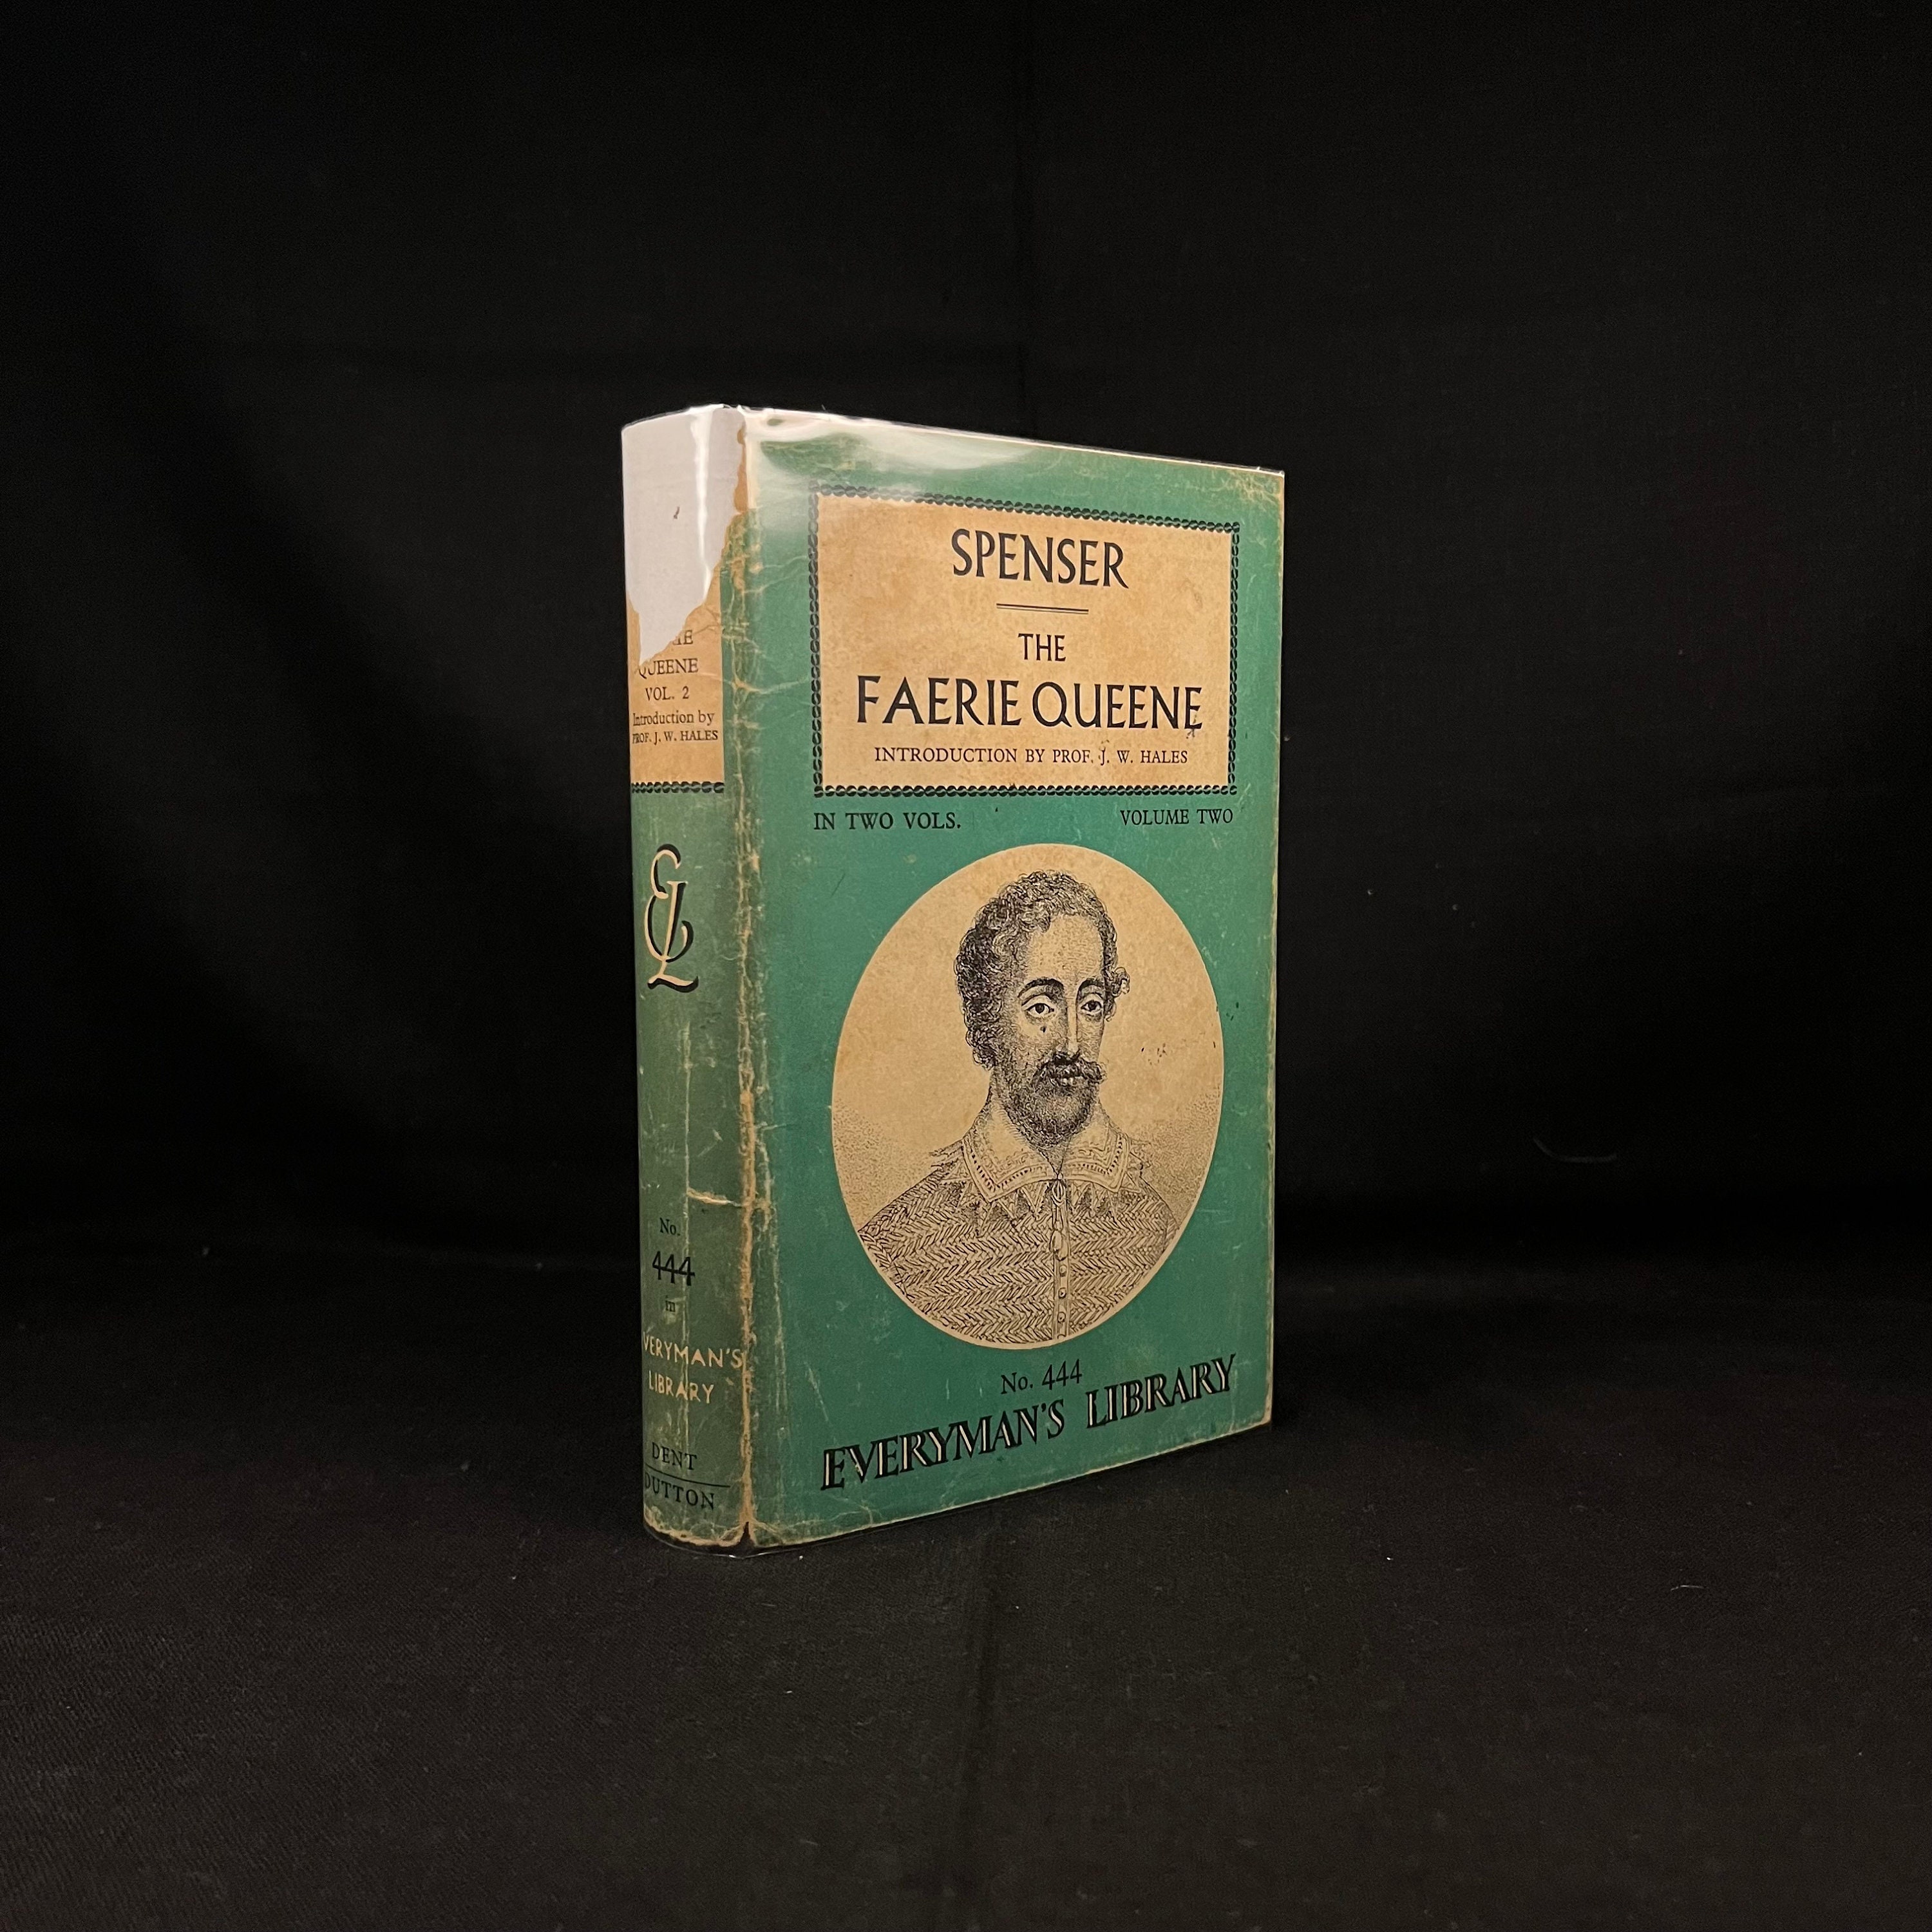 SPENSER
THE
FAERIE QUEENE
INTRODUCTION BY PROF. J. W. HALES
IN TWO VOLS. VOLUME TWO
No. 444
EVERYMAN'S LIBRARY
QUEENE
VOL. 2
Introduction by
PROF. J. W. HALES
EL
No.
444
in
VERYMAN'S
LIBRARY
DENT
DUTTON